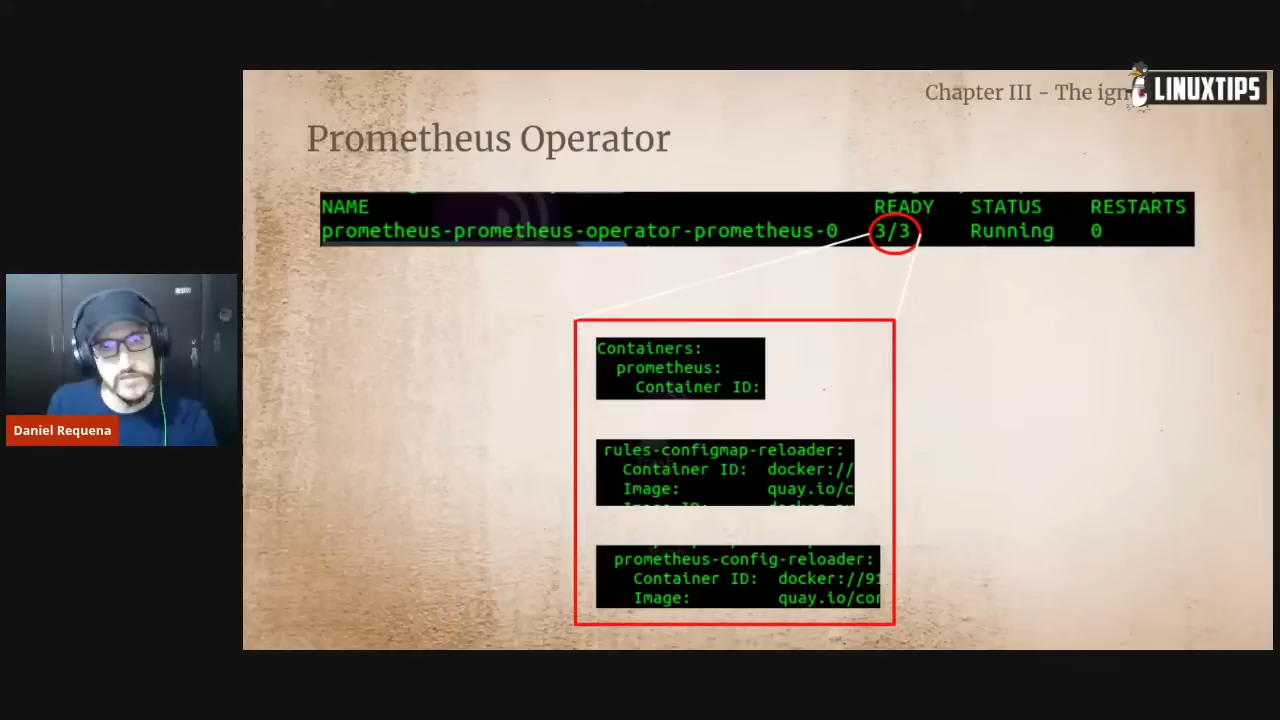 Chapter III - The ign
LINUXTIPS
Prometheus Operator
NAME READY STATUS RESTARTS
prometheus-prometheus-operator-prometheus-0 3/3 Running 0
Containers:
prometheus:
Container ID:
rules-configmap-reloader:
Container ID: docker://
Image: quay.io/c
prometheus-config-reloader:
Container ID: docker://91
Image: quay.io/con
Daniel Requena